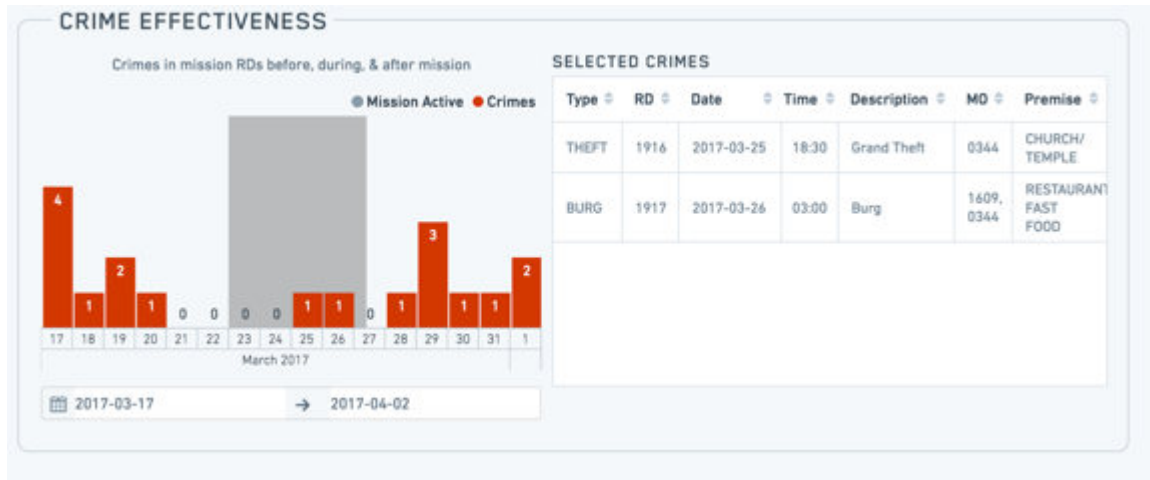 CRIME EFFECTIVENESS
Crimes in mission RDs before, during, & after mission
Mission Active Crimes
4 1 2 1 0 0 0 0 1 1 0 1 3 1 1 2
17 18 19 20 21 22 23 24 25 26 27 28 29 30 31 1
March 2017
2017-03-17 → 2017-04-02
SELECTED CRIMES
Type RD Date Time Description MO Premise
THEFT 1916 2017-03-25 18:30 Grand Theft 0344 CHURCH/
TEMPLE
BURG 1917 2017-03-26 03:00 Burg 1609, 0344 RESTAURANT
FAST
FOOD